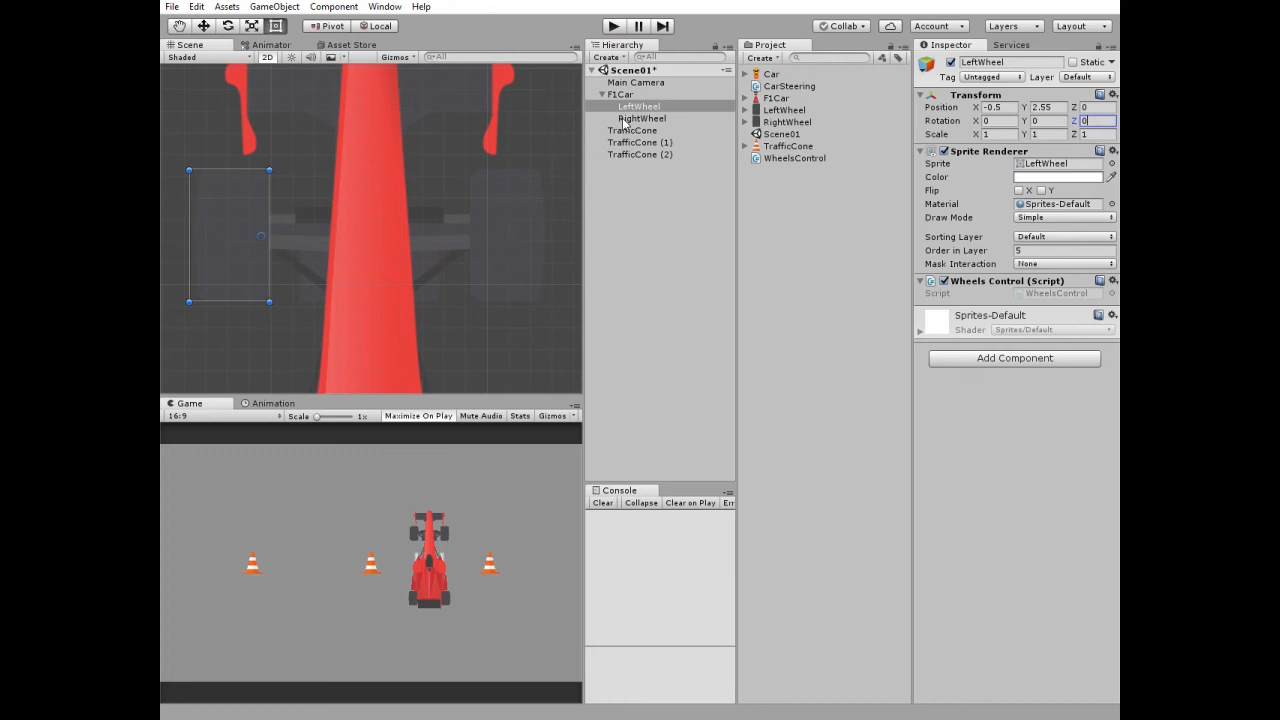 File Edit Assets GameObject Component Window Help
Pivot Local Collab Account Layers Layout
Scene Animator Asset Store
Shaded 2D Gizmos All
Hierarchy
Create All
Scene01*
Main Camera
F1Car
LeftWheel
RightWheel
TrafficCone
TrafficCone (1)
TrafficCone (2)
Project
Create
Car
CarSteering
F1Car
LeftWheel
RightWheel
Scene01
TrafficCone
WheelsControl
Inspector Services
LeftWheel Static
Tag Untagged Layer Default
Transform
Position X -0.5 Y 2.55 Z 0
Rotation X 0 Y 0 Z 0
Scale X 1 Y 1 Z 1
Sprite Renderer
Sprite LeftWheel
Color
Flip X Y
Material Sprites-Default
Draw Mode Simple
Sorting Layer Default
Order in Layer 5
Mask Interaction None
Wheels Control (Script)
Script WheelsControl
Sprites-Default
Shader Sprites/Default
Add Component
Game Animation
16:9 Scale 1x Maximize On Play Mute Audio Stats Gizmos
Console
Clear Collapse Clear on Play Err